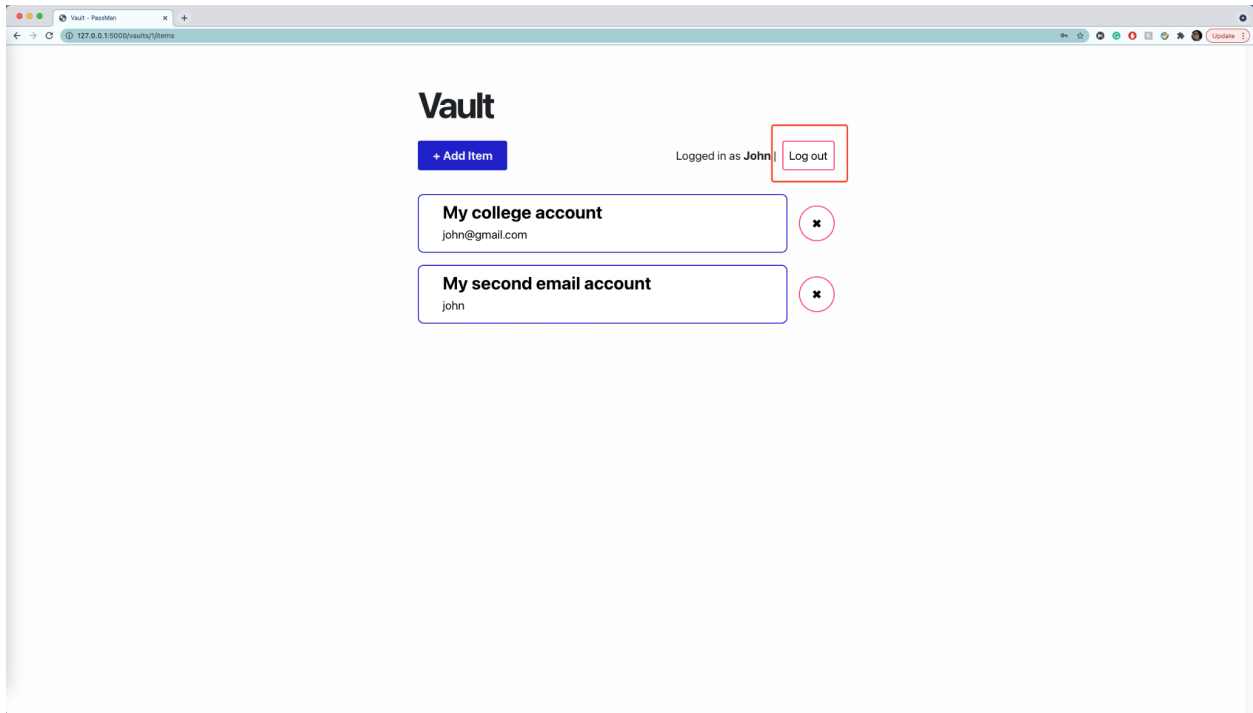 Vault - PassMan
127.0.0.1:5000/vaults/1/items
Update
Vault
+ Add Item
Logged in as John |
Log out
My college account
john@gmail.com
My second email account
john